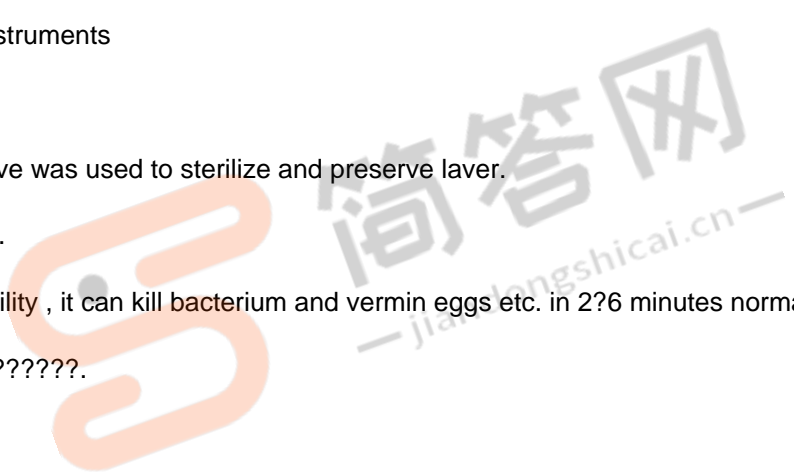 struments
ve was used to sterilize and preserve laver.
.
ility , it can kill bacterium and vermin eggs etc. in 2?6 minutes norma
??????.
简答网
jiandongshicai.cn